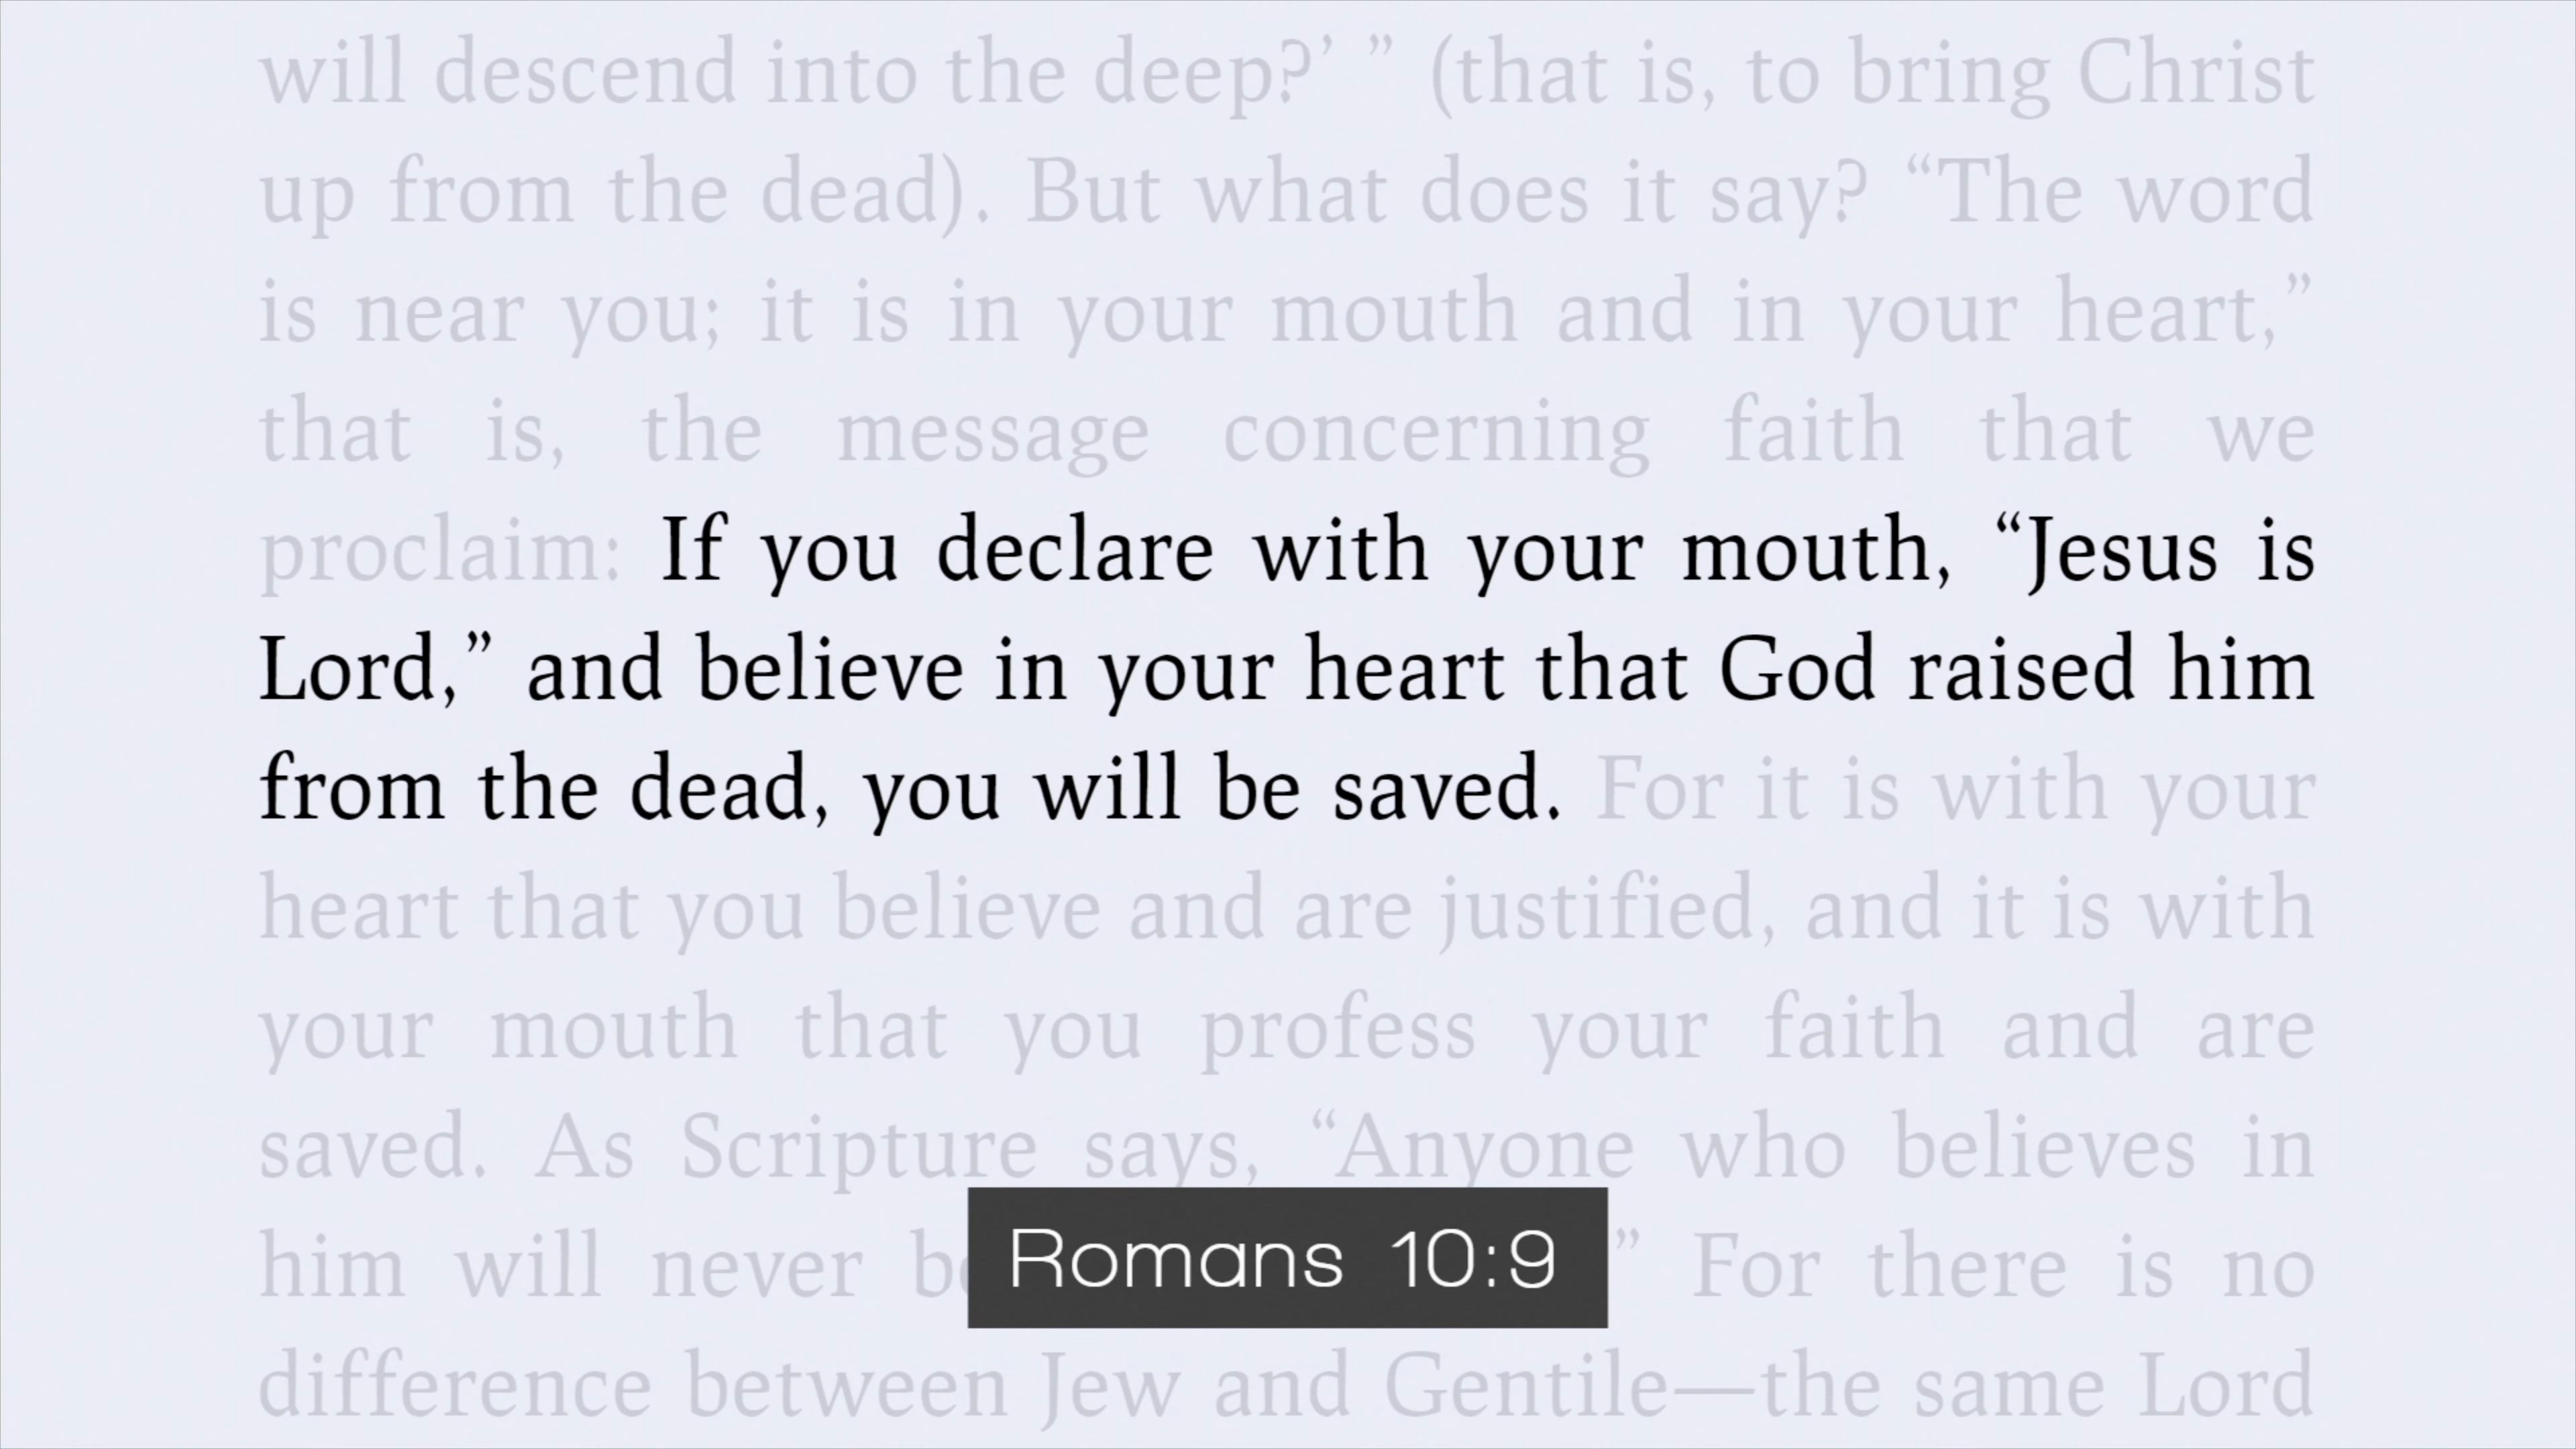 will descend into the deep?’ ” (that is, to bring Christ
up from the dead). But what does it say? “The word
is near you; it is in your mouth and in your heart,”
that is, the message concerning faith that we
proclaim: If you declare with your mouth, “Jesus is
Lord,” and believe in your heart that God raised him
from the dead, you will be saved. For it is with your
heart that you believe and are justified, and it is with
your mouth that you profess your faith and are
saved. As Scripture says, “Anyone who believes in
him will never ” For there is no
Romans 10:9
difference between Jew and Gentile—the same Lord